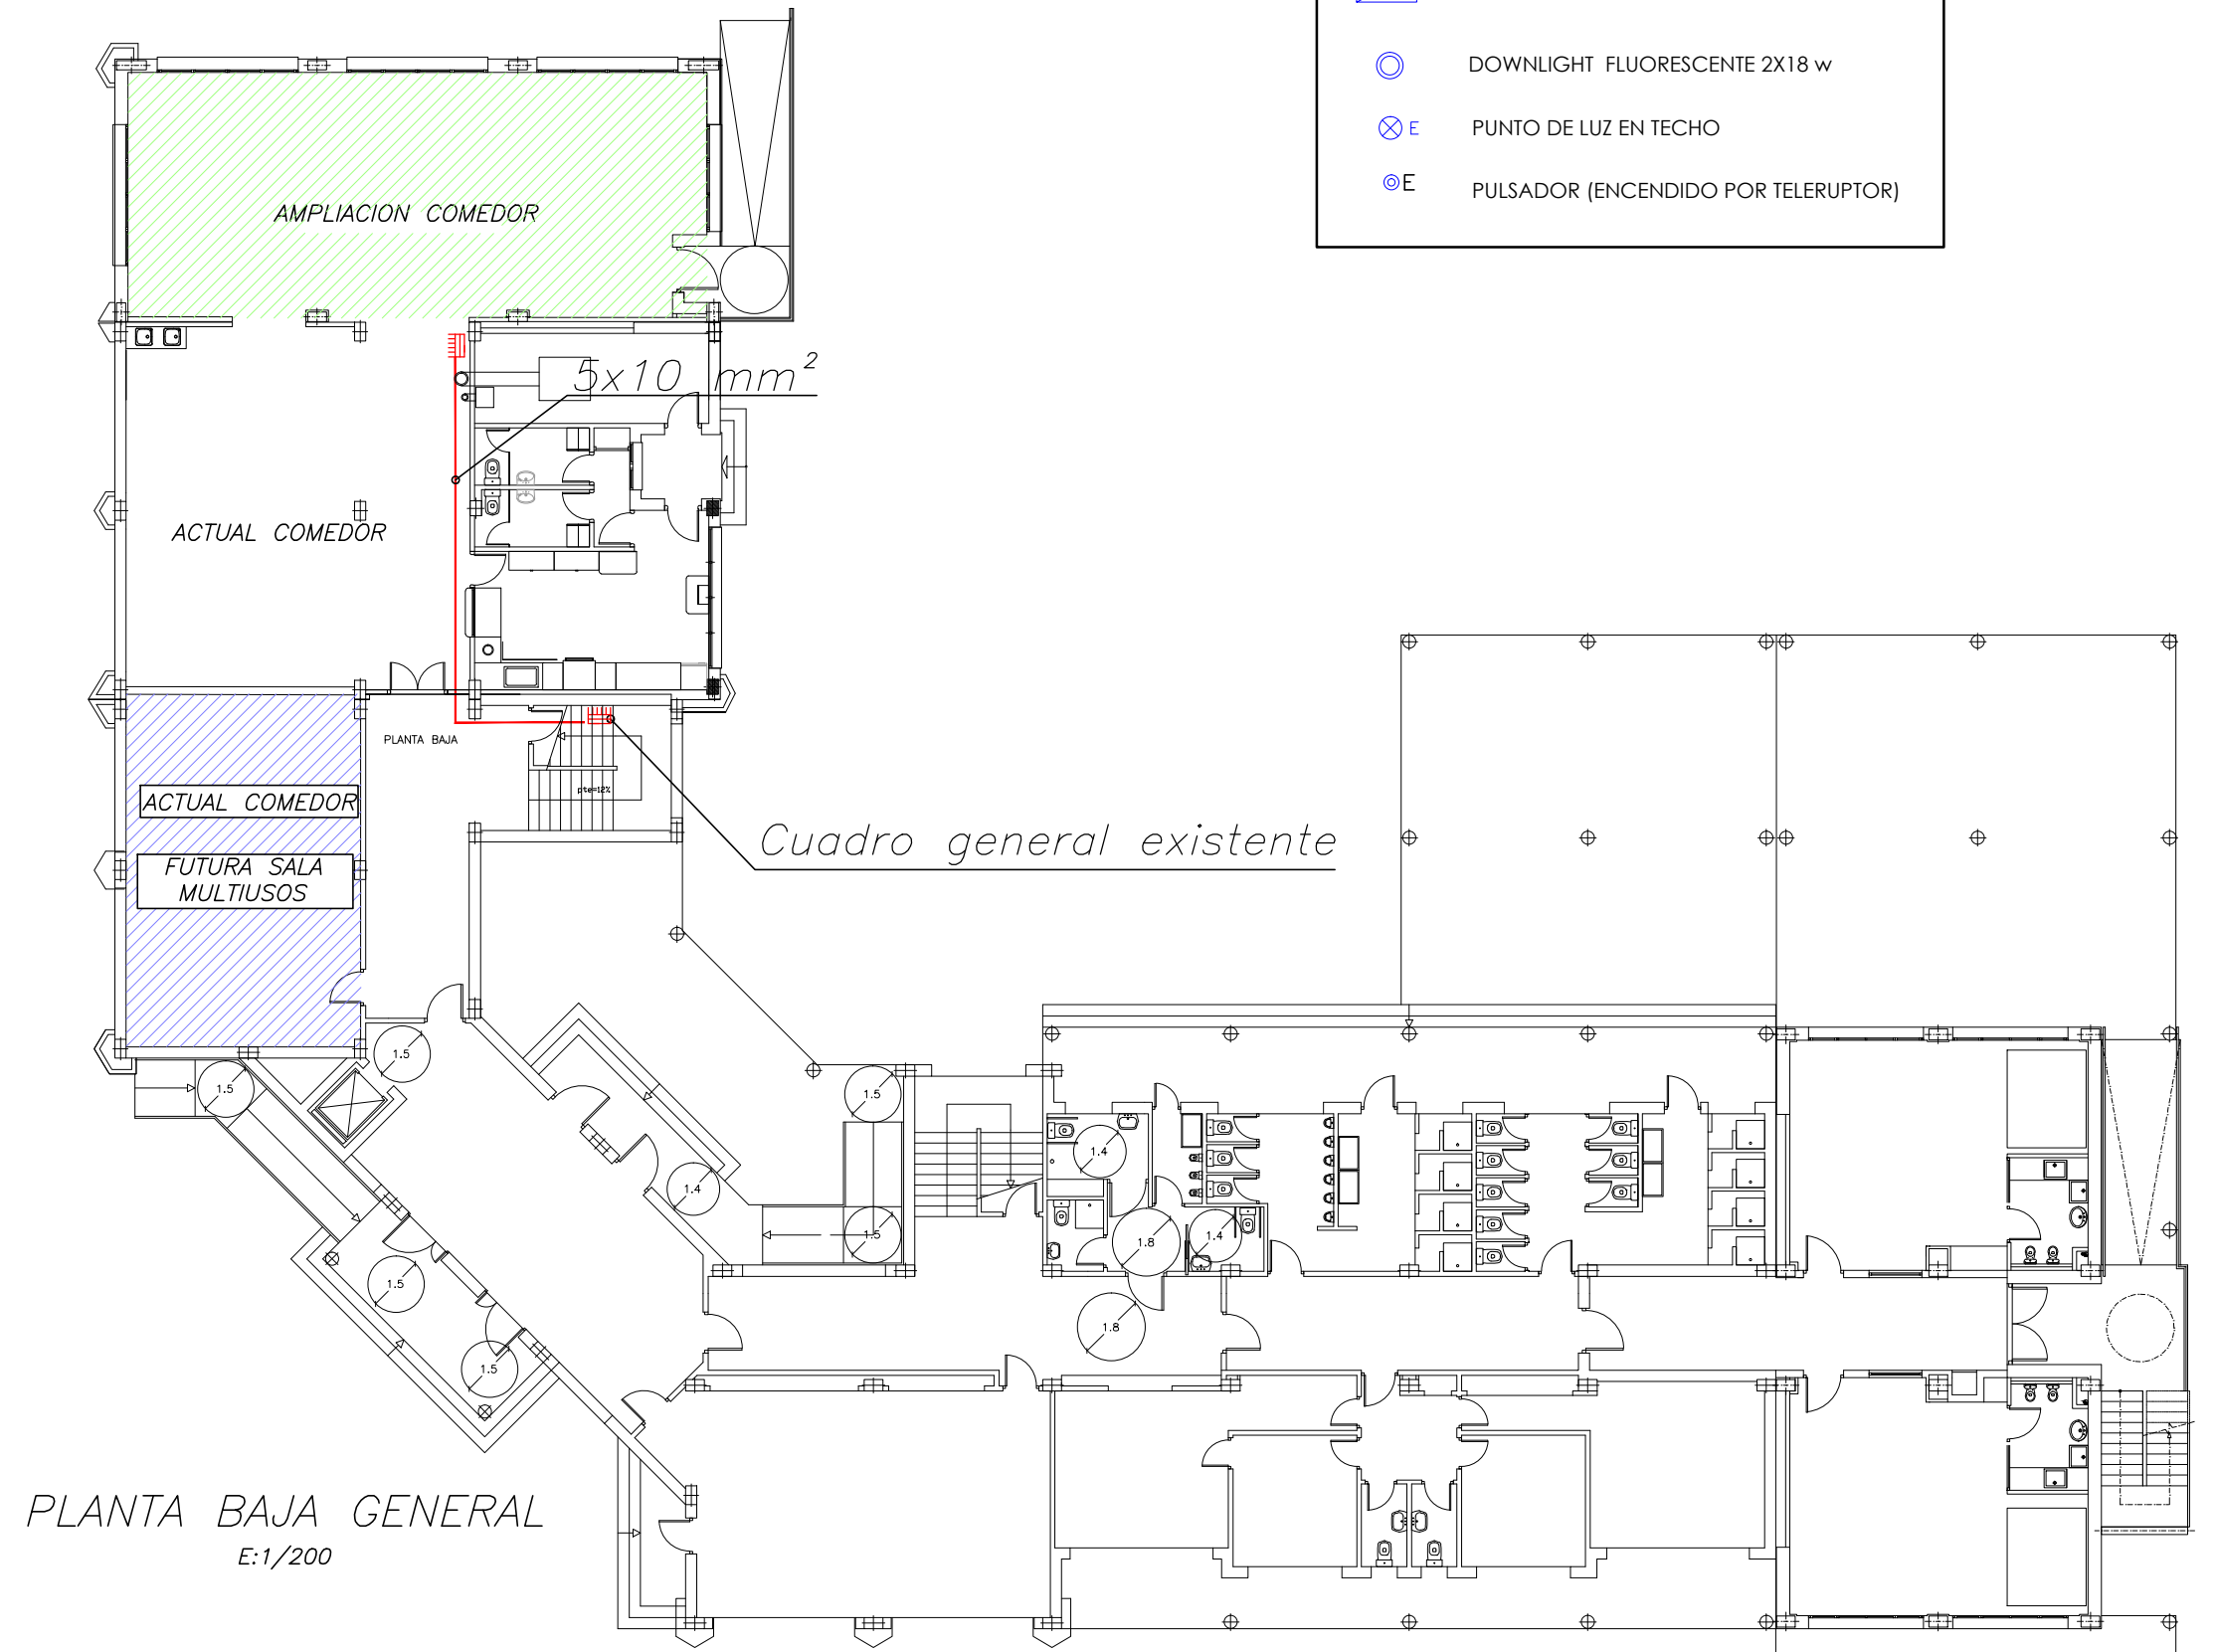 DOWNLIGHT FLUORESCENTE 2X18 w
E PUNTO DE LUZ EN TECHO
E PULSADOR (ENCENDIDO POR TELERUPTOR)
AMPLIACION COMEDOR
5x10 mm²
ACTUAL COMEDOR
PLANTA BAJA
pte=12%
ACTUAL COMEDOR
FUTURA SALA
MULTIUSOS
Cuadro general existente
1.5
1.5
1.5
1.4
1.4
1.5
1.8
1.4
1.5
1.8
1.5
PLANTA BAJA GENERAL
E:1/200